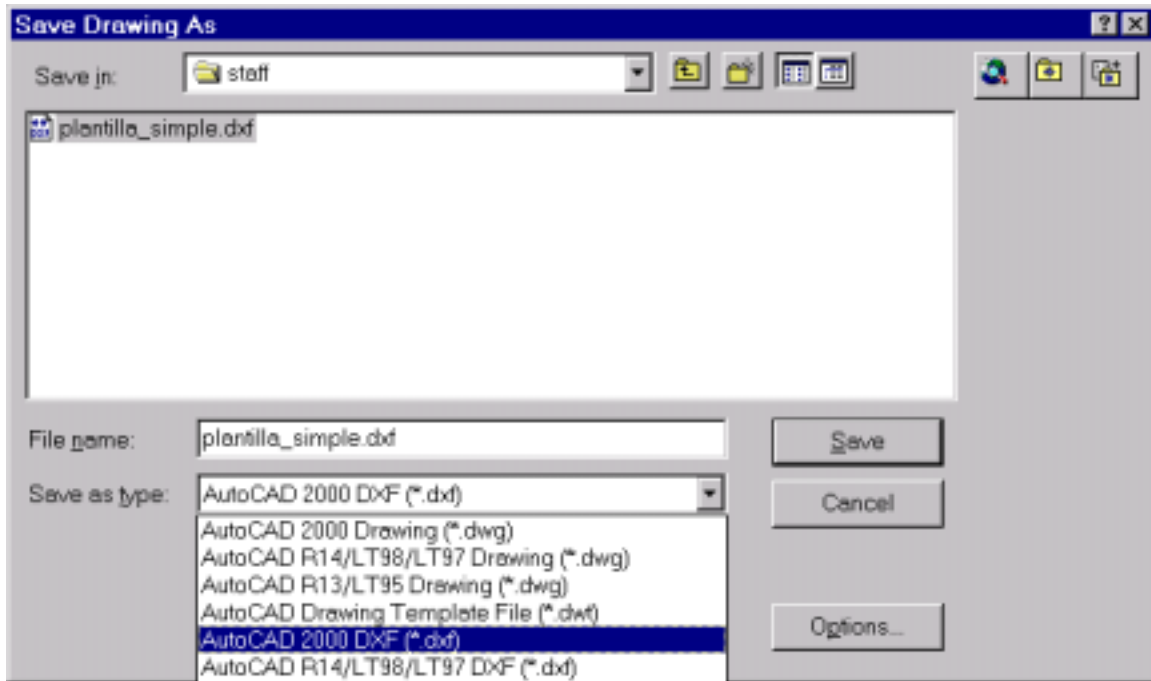 Save Drawing As
Save in:
staff
plantilla_simple.dxf
File name:
plantilla_simple.dxf
Save
Save as type:
AutoCAD 2000 DXF (*.dxf)
Cancel
AutoCAD 2000 Drawing (*.dwg)
AutoCAD R14/LT98/LT97 Drawing (*.dwg)
AutoCAD R13/LT95 Drawing (*.dwg)
AutoCAD Drawing Template File (*.dwt)
AutoCAD 2000 DXF (*.dxf)
Options...
AutoCAD R14/LT98/LT97 DXF (*.dxf)